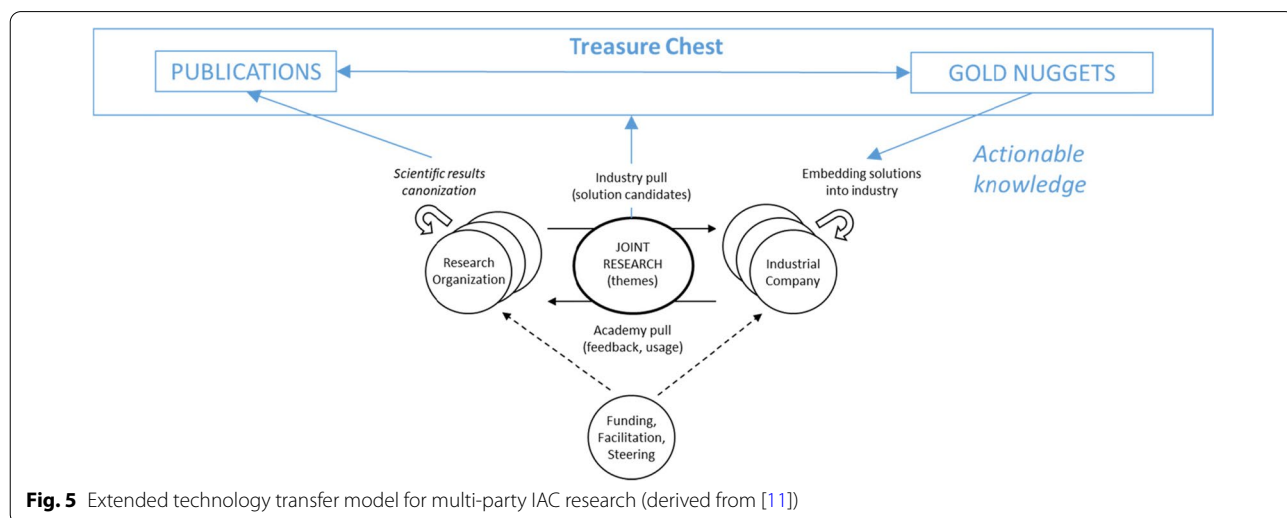 Treasure Chest
PUBLICATIONS
GOLD NUGGETS
Scientific results
canonization
Industry pull
(solution candidates)
Embedding solutions
into industry
Actionable
knowledge
Research
Organization
JOINT
RESEARCH
(themes)
Industrial
Company
Academy pull
(feedback, usage)
Funding,
Facilitation,
Steering
Fig. 5 Extended technology transfer model for multi-party IAC research (derived from [11])